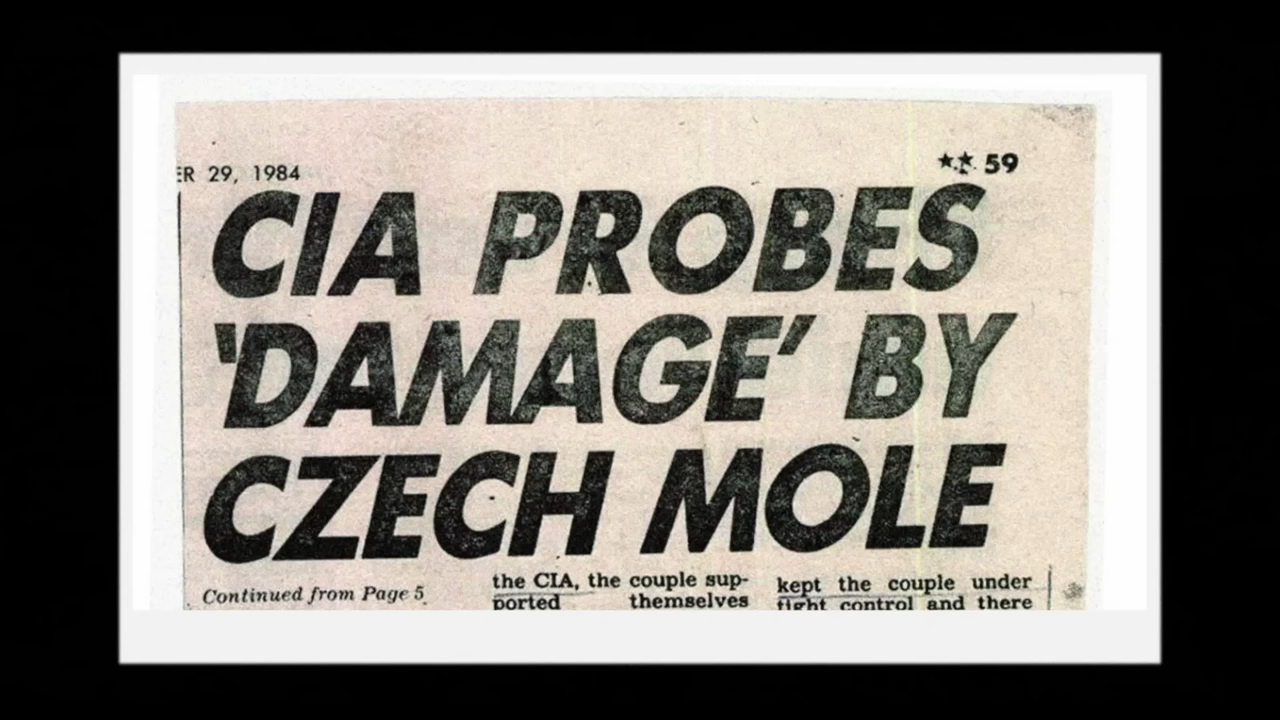 ER 29, 1984
★★ 59
CIA PROBES
'DAMAGE' BY
CZECH MOLE
Continued from Page 5
the CIA, the couple sup-
ported themselves
kept the couple under
tight control and there